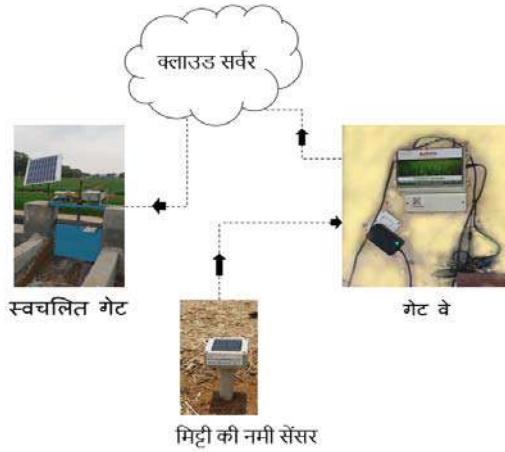 क्लाउड सर्वर
स्वचलित गेट
गेट वे
मिट्टी की नमी सेंसर